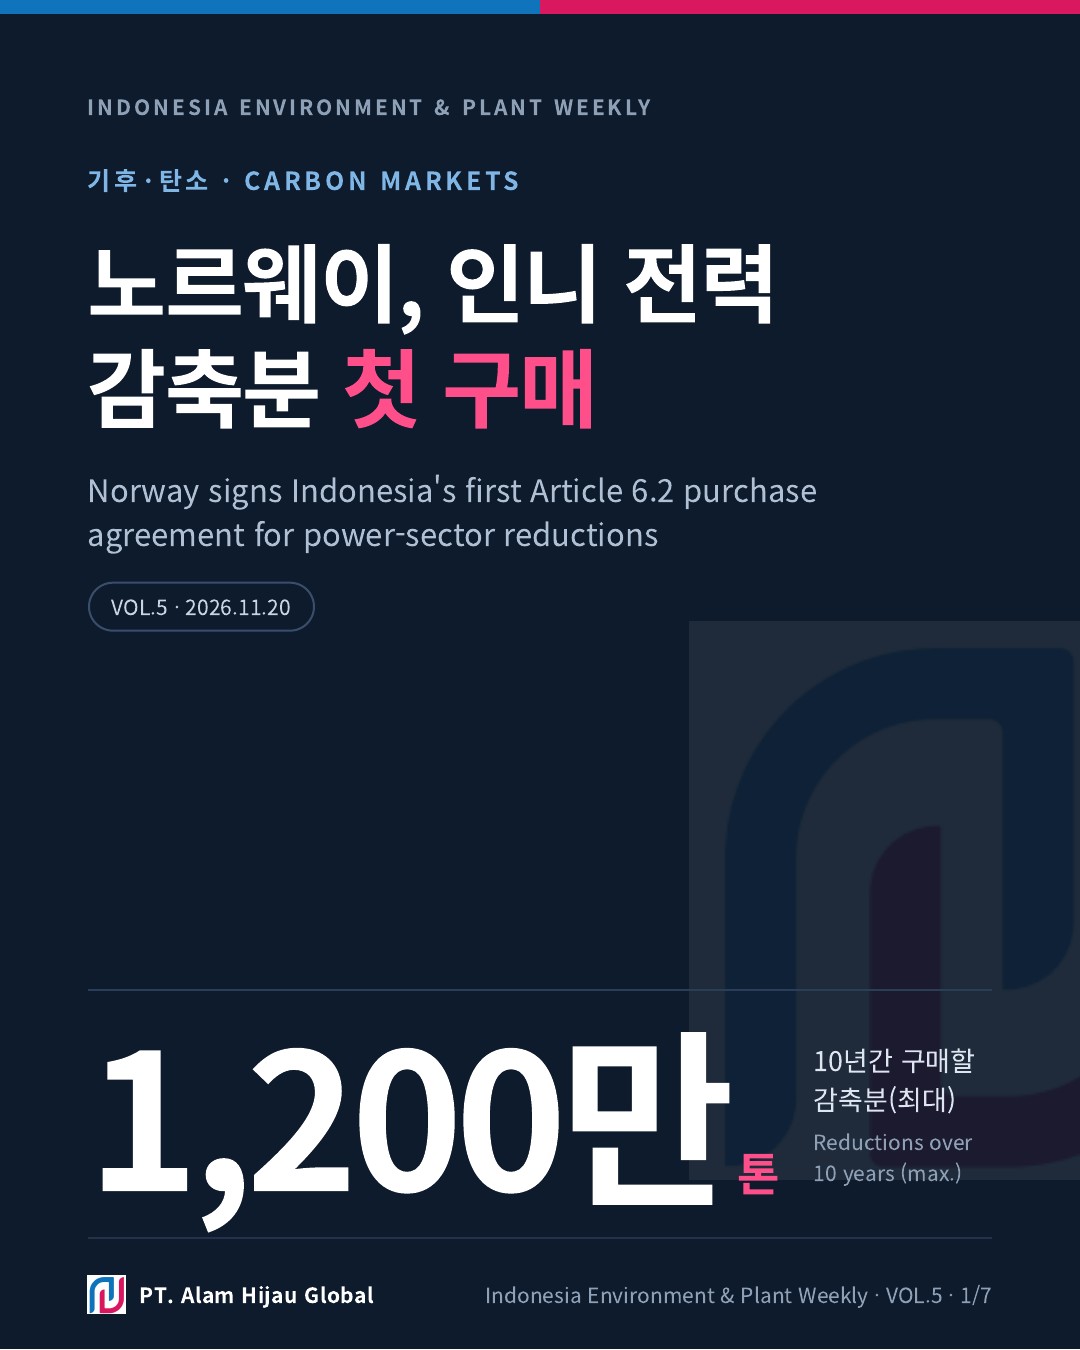 INDONESIA ENVIRONMENT & PLANT WEEKLY
기후·탄소 · CARBON MARKETS
노르웨이, 인니 전력
감축분 첫 구매
Norway signs Indonesia's first Article 6.2 purchase
agreement for power-sector reductions
VOL.5 · 2026.11.20
1,200만 톤
10년간 구매할
감축분(최대)
Reductions over
10 years (max.)
PT. Alam Hijau Global
Indonesia Environment & Plant Weekly · VOL.5 · 1/7